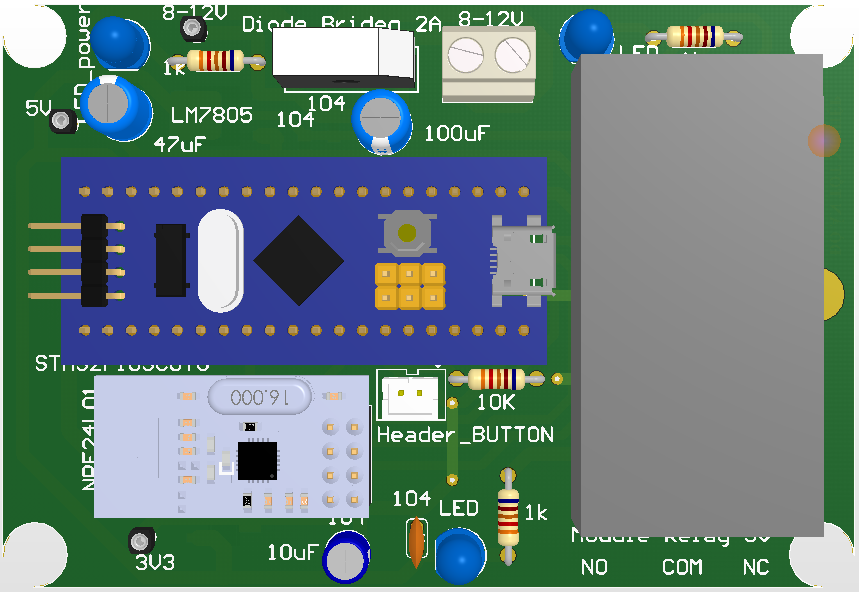 8-12V
Diode Bridge 2A
8-12V
LED
1k
5V
LM7805
104
104
47uF
100uF
16.000
10K
Header_BUTTON
104
LED
1k
10uF
3V3
NO
COM
NC